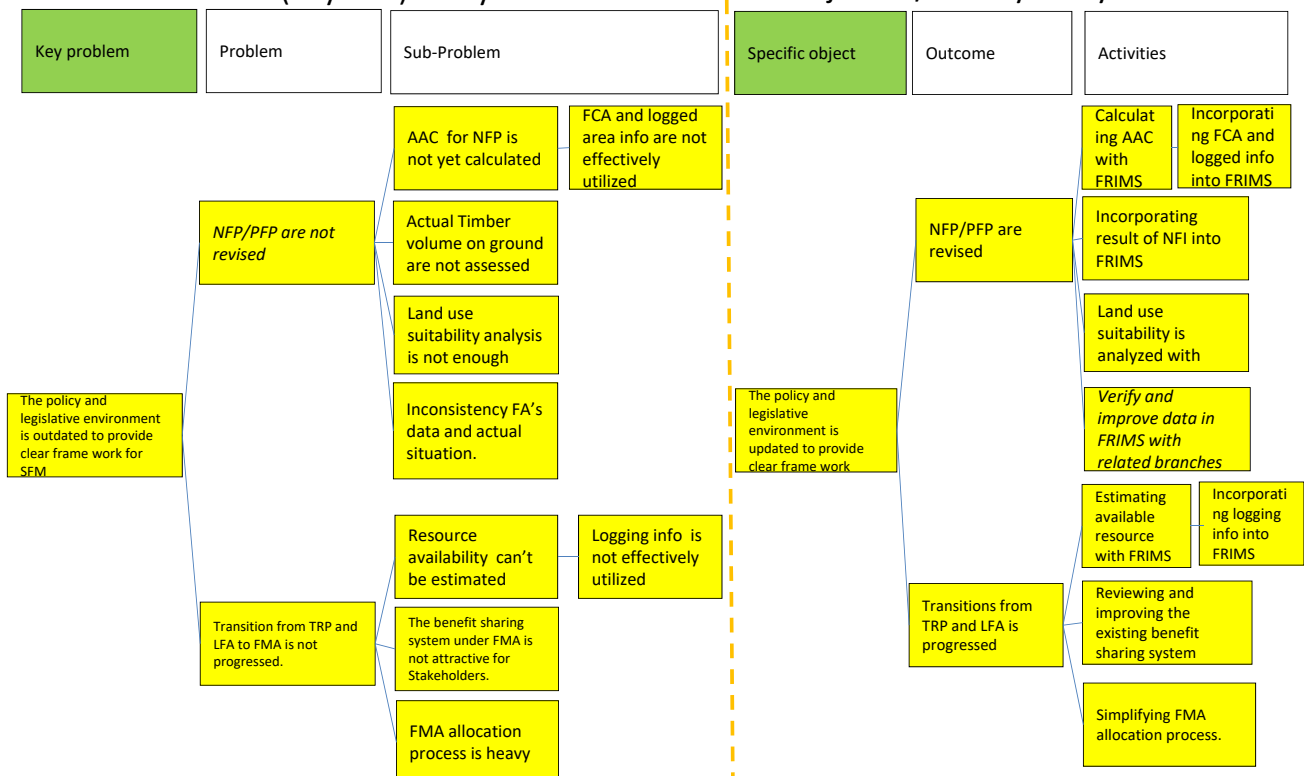 Key problem
Problem
Sub-Problem
Specific object
Outcome
Activities
The policy and
legislative environment
is outdated to provide
clear frame work for
SFM
NFP/PFP are not
revised
AAC for NFP is
not yet calculated
FCA and logged
area info are not
effectively
utilized
Actual Timber
volume on ground
are not assessed
Land use
suitability analysis
is not enough
Inconsistency FA's
data and actual
situation.
Transition from TRP and
LFA to FMA is not
progressed.
Resource
availability can't
be estimated
Logging info is
not effectively
utilized
The benefit sharing
system under FMA is
not attractive for
Stakeholders.
FMA allocation
process is heavy
The policy and
legislative
environment is
updated to provide
clear frame work
NFP/PFP are
revised
Calculat
ing AAC
with
FRIMS
Incorporati
ng FCA and
logged info
into FRIMS
Incorporating
result of NFI into
FRIMS
Land use
suitability is
analyzed with
Verify and
improve data in
FRIMS with
related branches
Transitions from
TRP and LFA is
progressed
Estimating
available
resource
with FRIMS
Incorporati
ng logging
info into
FRIMS
Reviewing and
improving the
existing benefit
sharing system
Simplifying FMA
allocation process.